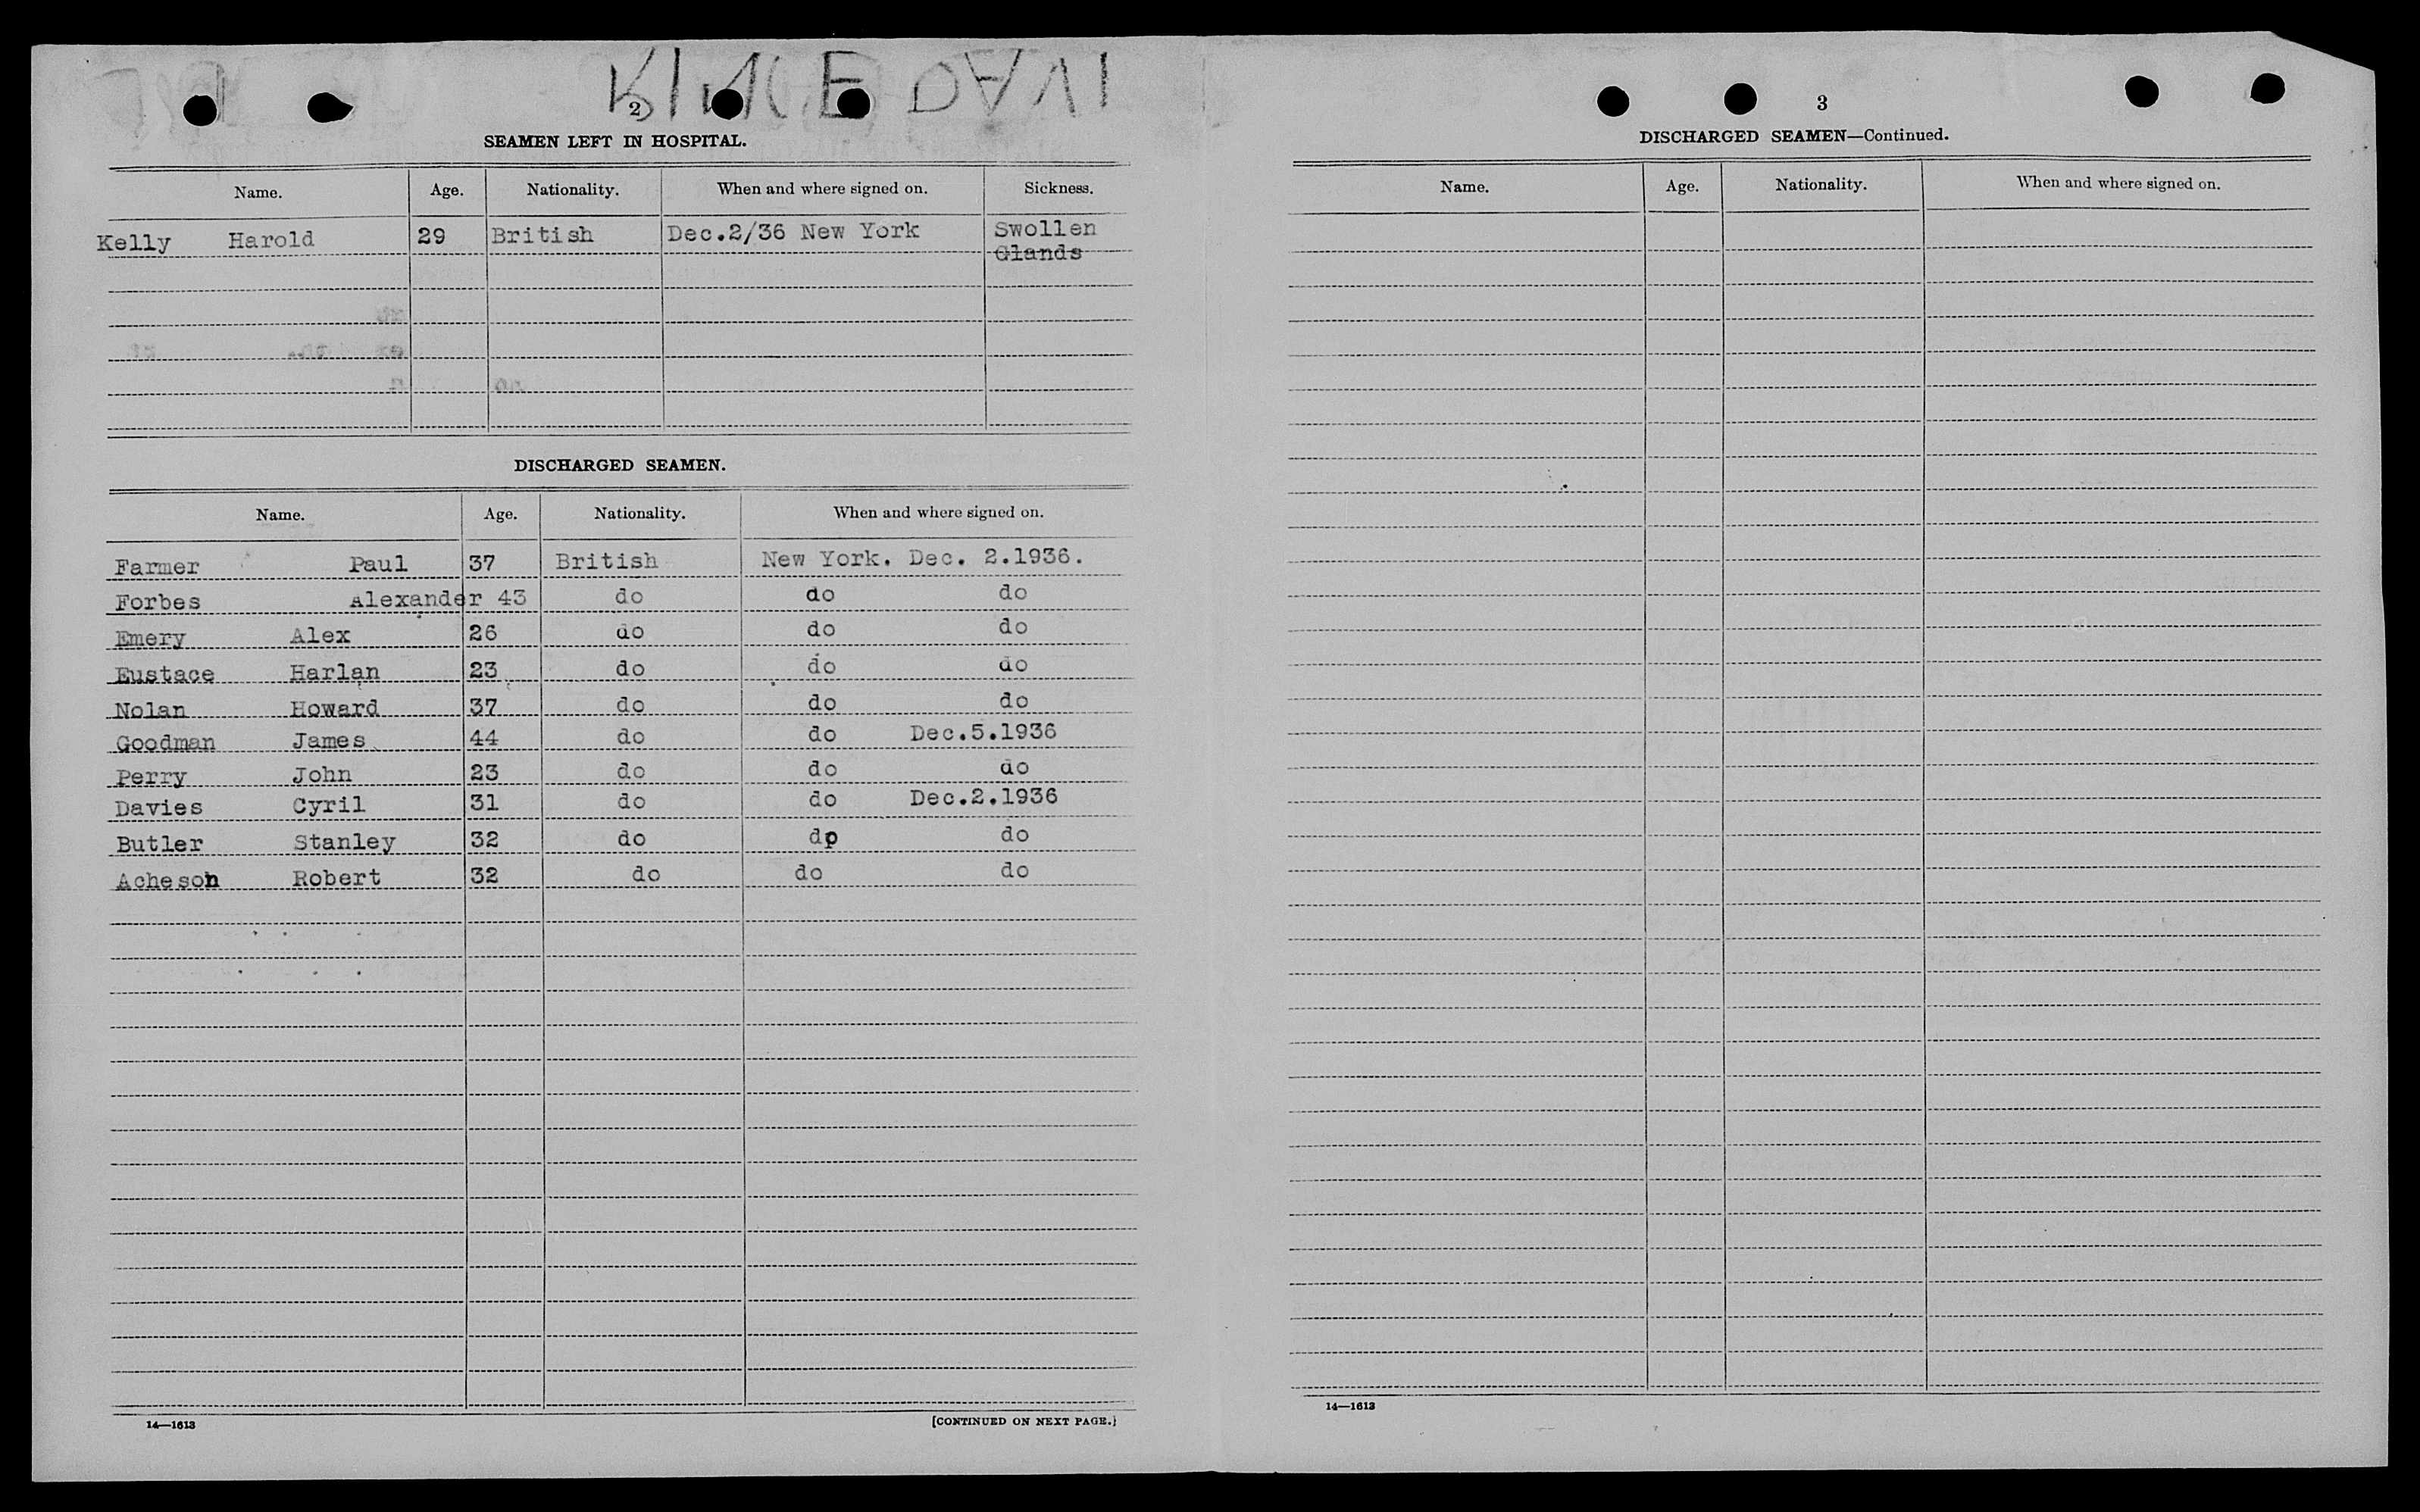 2
SEAMEN LEFT IN HOSPITAL.
Name. Age. Nationality. When and where signed on. Sickness.
Kelly Harold 29 British Dec.2/36 New York Swollen
Glands
DISCHARGED SEAMEN.
Name. Age. Nationality. When and where signed on.
Farmer Paul 37 British New York. Dec. 2.1936.
Forbes Alexander 43 do do do
Emery Alex 26 do do do
Eustace Harlan 23 do do do
Nolan Howard 37 do do do
Goodman James 44 do do Dec.5.1936
Perry John 23 do do do
Davies Cyril 31 do do Dec.2.1936
Butler Stanley 32 do dp do
Acheson Robert 32 do do do
14—1613 [CONTINUED ON NEXT PAGE.]
3
DISCHARGED SEAMEN—Continued.
Name. Age. Nationality. When and where signed on.
14—1613